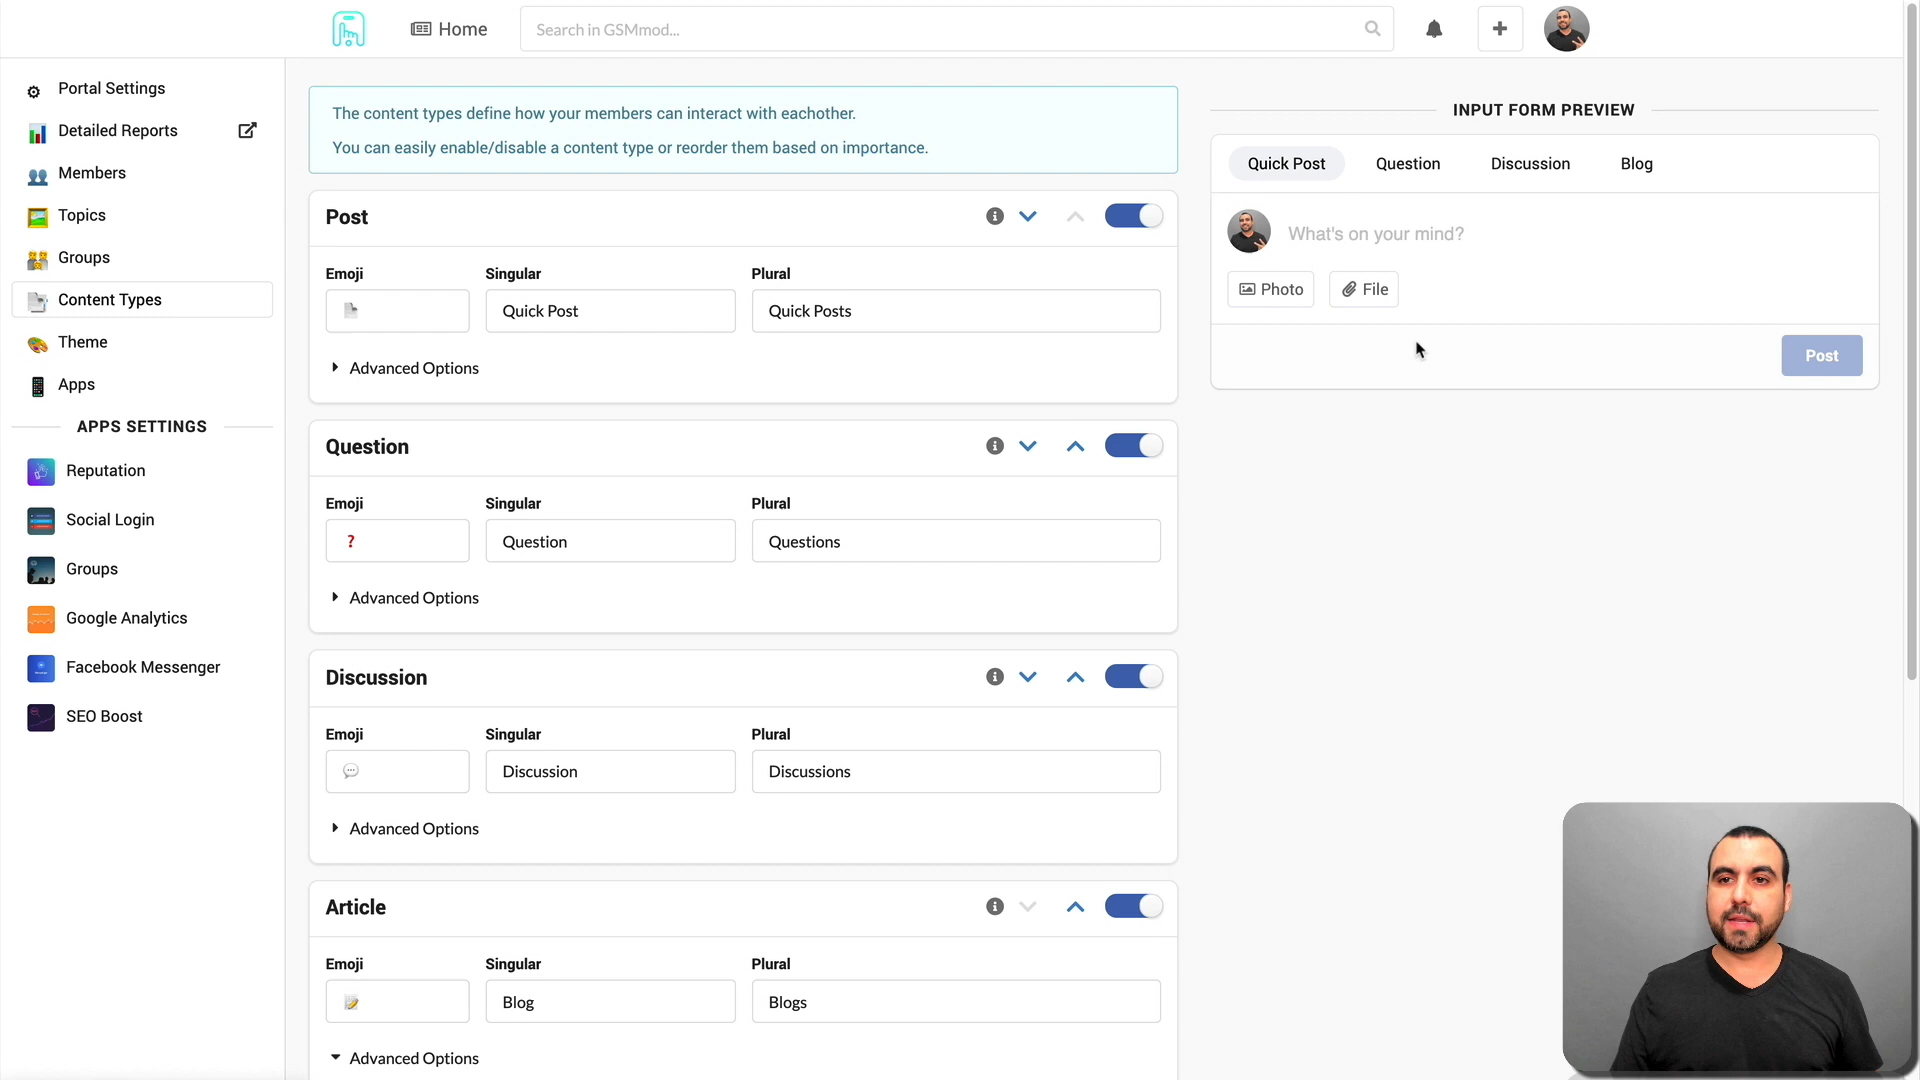 Home
Search in GSMmod...
Portal Settings
Detailed Reports
Members
Topics
Groups
Content Types
Theme
Apps
APPS SETTINGS
Reputation
Social Login
Groups
Google Analytics
Facebook Messenger
SEO Boost
The content types define how your members can interact with eachother.
You can easily enable/disable a content type or reorder them based on importance.
Post
Emoji Singular Plural
Quick Post Quick Posts
Advanced Options
Question
Emoji Singular Plural
? Question Questions
Advanced Options
Discussion
Emoji Singular Plural
Discussion Discussions
Advanced Options
Article
Emoji Singular Plural
Blog Blogs
Advanced Options
INPUT FORM PREVIEW
Quick Post Question Discussion Blog
What's on your mind?
Photo File
Post